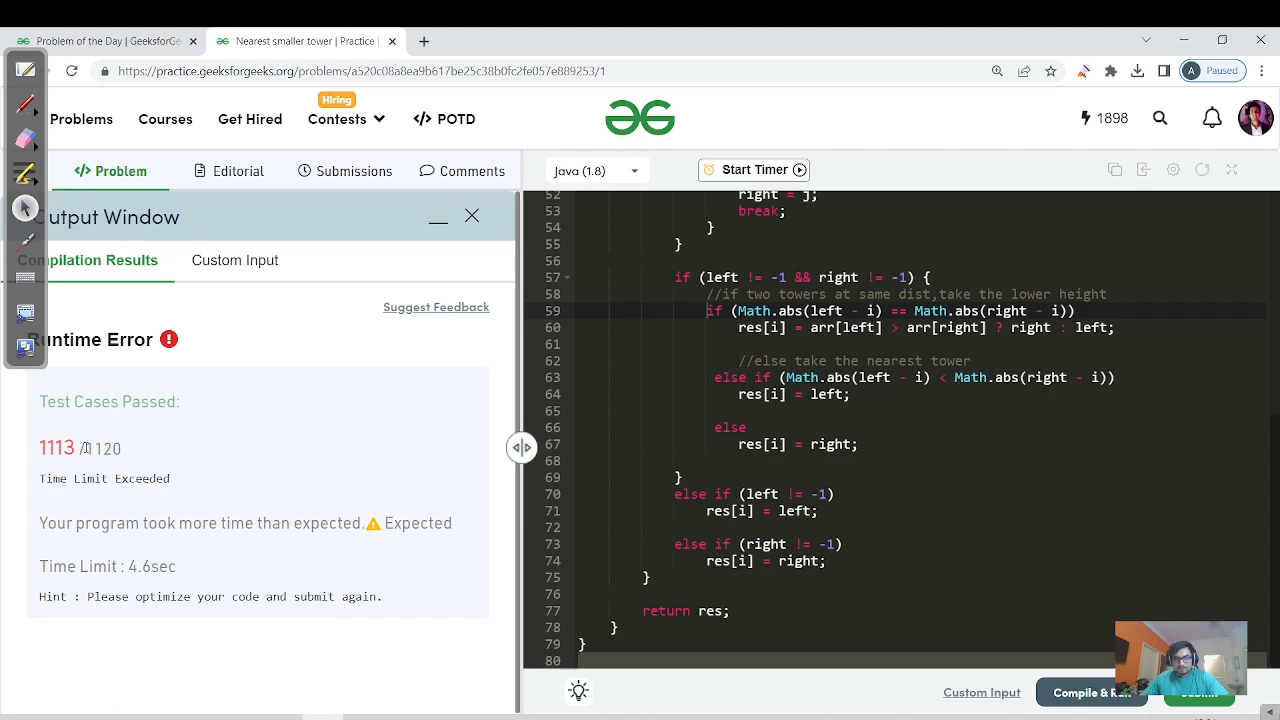 Problem of the Day | GeeksforGe
Nearest smaller tower | Practice |
https://practice.geeksforgeeks.org/problems/a520c08a8ea9b617be25c38b0fc2fe057e889253/1
A Paused
Problems
Courses
Get Hired
Hiring
Contests
</> POTD
1898
</> Problem
Editorial
Submissions
Comments
Java (1.8)
Start Timer
Output Window
Compilation Results
Custom Input
Suggest Feedback
Runtime Error
Test Cases Passed:
1113 / 1120
Time Limit Exceeded
Your program took more time than expected. Expected
Time Limit : 4.6sec
Hint : Please optimize your code and submit again.
52 right = j;
53 break;
54 }
55 }
56
57 if (left != -1 && right != -1) {
58 //if two towers at same dist,take the lower height
59 if (Math.abs(left - i) == Math.abs(right - i))
60 res[i] = arr[left] > arr[right] ? right : left;
61
62 //else take the nearest tower
63 else if (Math.abs(left - i) < Math.abs(right - i))
64 res[i] = left;
65
66 else
67 res[i] = right;
68
69 }
70 else if (left != -1)
71 res[i] = left;
72
73 else if (right != -1)
74 res[i] = right;
75 }
76
77 return res;
78 }
79 }
80
Custom Input
Compile &